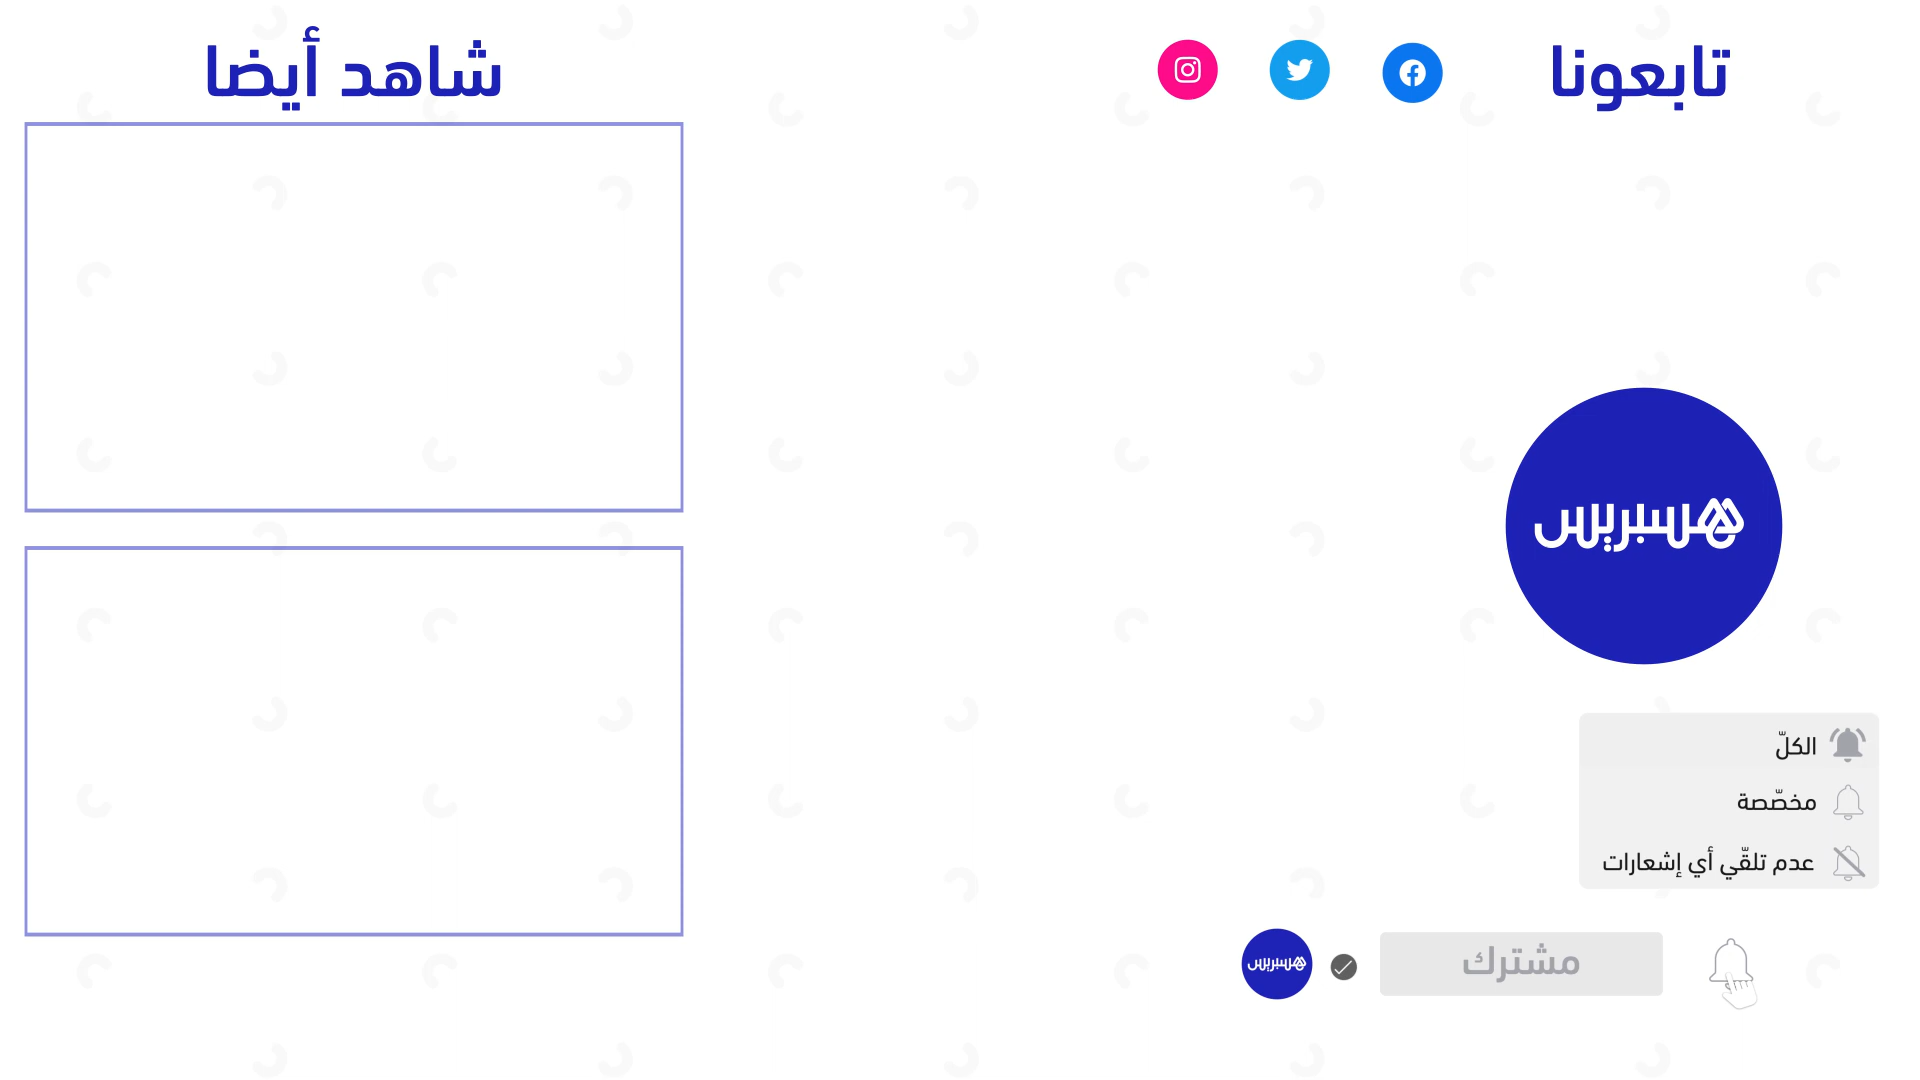 تابعونا
شاهد أيضا
هسبريس
الكلّ
مخصّصة
عدم تلقّي أي إشعارات
مشترك
هسبريس